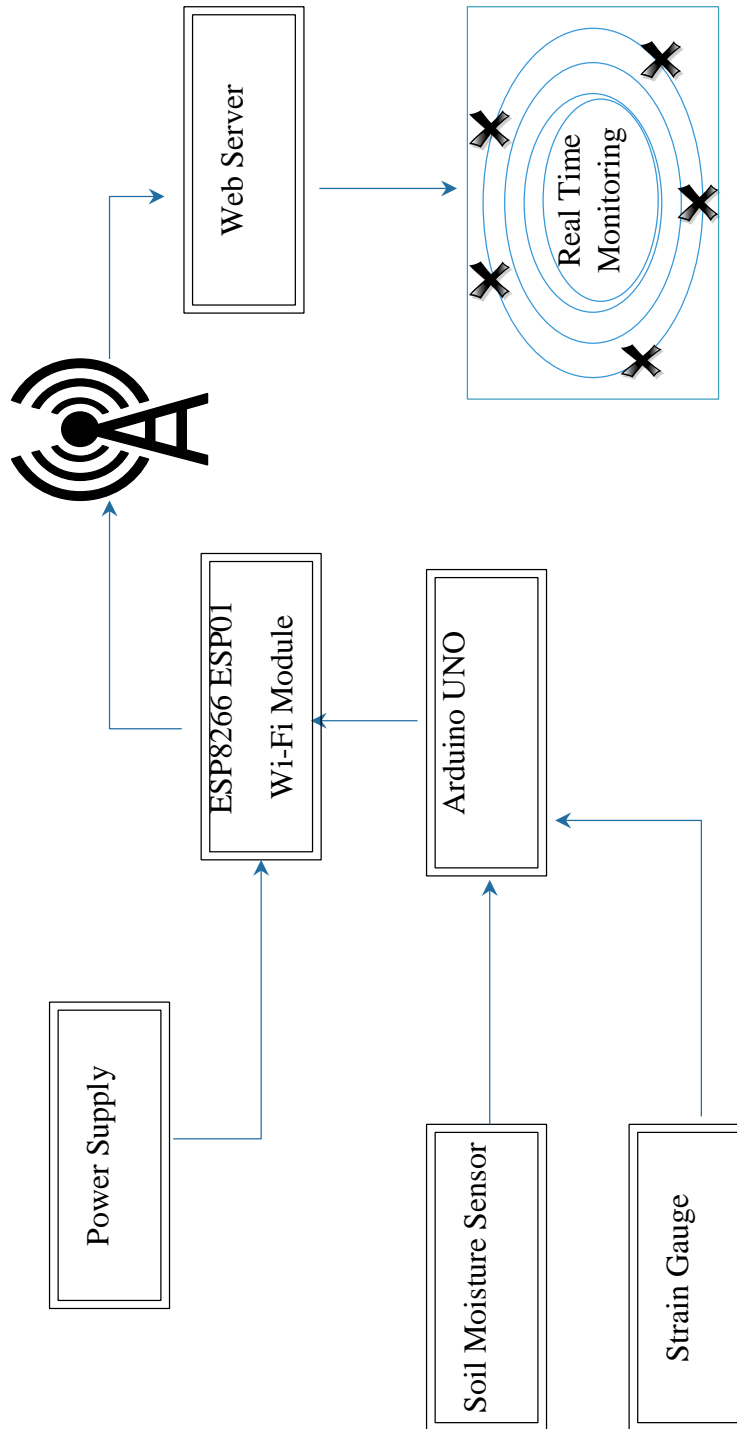 Power Supply
ESP8266 ESP01
Wi-Fi Module
Web Server
Soil Moisture Sensor
Arduino UNO
Real Time
Monitoring
Strain Gauge